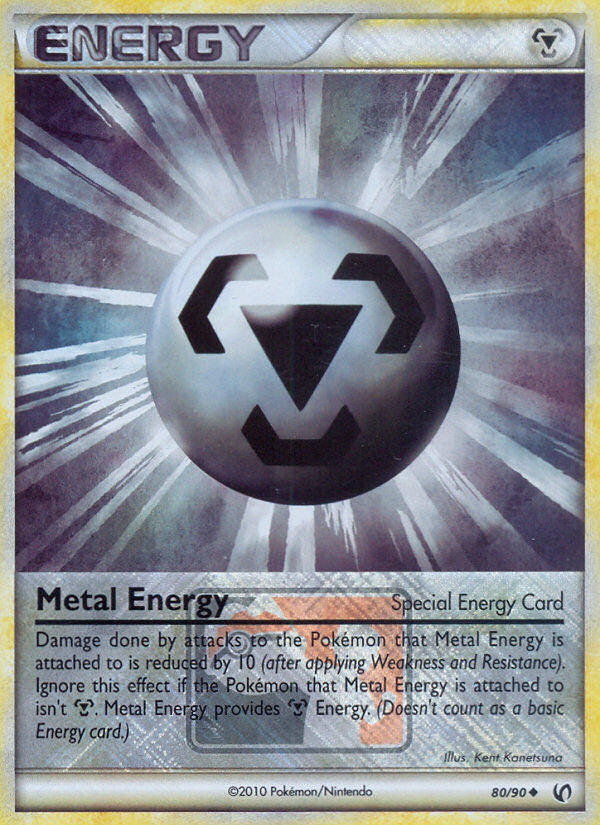 ENERGY
Metal Energy Special Energy Card
Damage done by attacks to the Pokémon that Metal Energy is
attached to is reduced by 10 (after applying Weakness and Resistance).
Ignore this effect if the Pokémon that Metal Energy is attached to
isn't . Metal Energy provides Energy. (Doesn't count as a basic
Energy card.)
Illus. Kent Kanetsuna
©2010 Pokémon/Nintendo 80/90